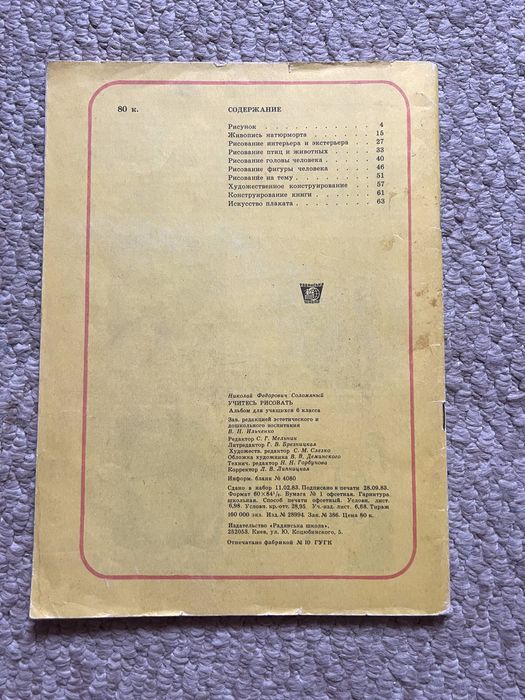 80 к.
СОДЕРЖАНИЕ
Рисунок . . . . . . . . . . . . 4
Живопись натюрморта . . . . . . 15
Рисование интерьера и экстерьера . 27
Рисование птиц и животных . . . . 33
Рисование головы человека . . . . 40
Рисование фигуры человека . . . . 46
Рисование на тему . . . . . . . . 51
Художественное конструирование . . 57
Конструирование книги . . . . . . 61
Искусство плаката . . . . . . . . 63
Николай Федорович Соломяный
УЧИТЕСЬ РИСОВАТЬ
Альбом для учащихся 6 класса
Зав. редакцией эстетического и
дошкольного воспитания
В. Н. Ильченко
Редактор С. Г. Мельник
Литредактор Г. В. Брезницкая
Художеств. редактор С. М. Слезко
Обложка художника В. В. Деминского
Технич. редактор Н. Н. Горбунова
Корректор Л. В. Липницкая
Информ. бланк № 4080
Сдано в набор 11.02.83. Подписано к печати 28.09.83.
Формат 60×84¹/₈. Бумага № 1 офсетная. Гарнитура
школьная. Способ печати офсетный. Условн. лист.
6,98. Условн. кр.-отт. 28,95. Уч.-изд. лист. 6,68. Тираж
160 000 экз. Изд. № 28994. Зак. № 386. Цена 80 к.
Издательство «Радянська школа».
252053. Киев, ул. Ю. Коцюбинского, 5.
Отпечатано фабрикой № 10 ГУГК